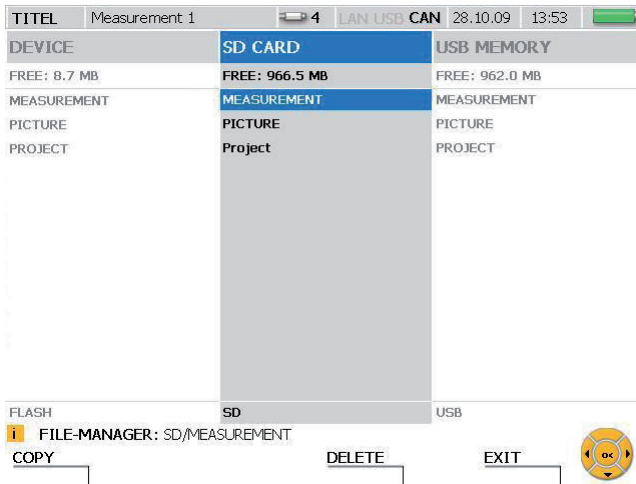 TITEL Measurement 1 4 LAN USB CAN 28.10.09 13:53
DEVICE SD CARD USB MEMORY
FREE: 8.7 MB FREE: 966.5 MB FREE: 962.0 MB
MEASUREMENT MEASUREMENT MEASUREMENT
PICTURE PICTURE PICTURE
PROJECT Project PROJECT
FLASH SD USB
i FILE-MANAGER: SD/MEASUREMENT
COPY DELETE EXIT OK